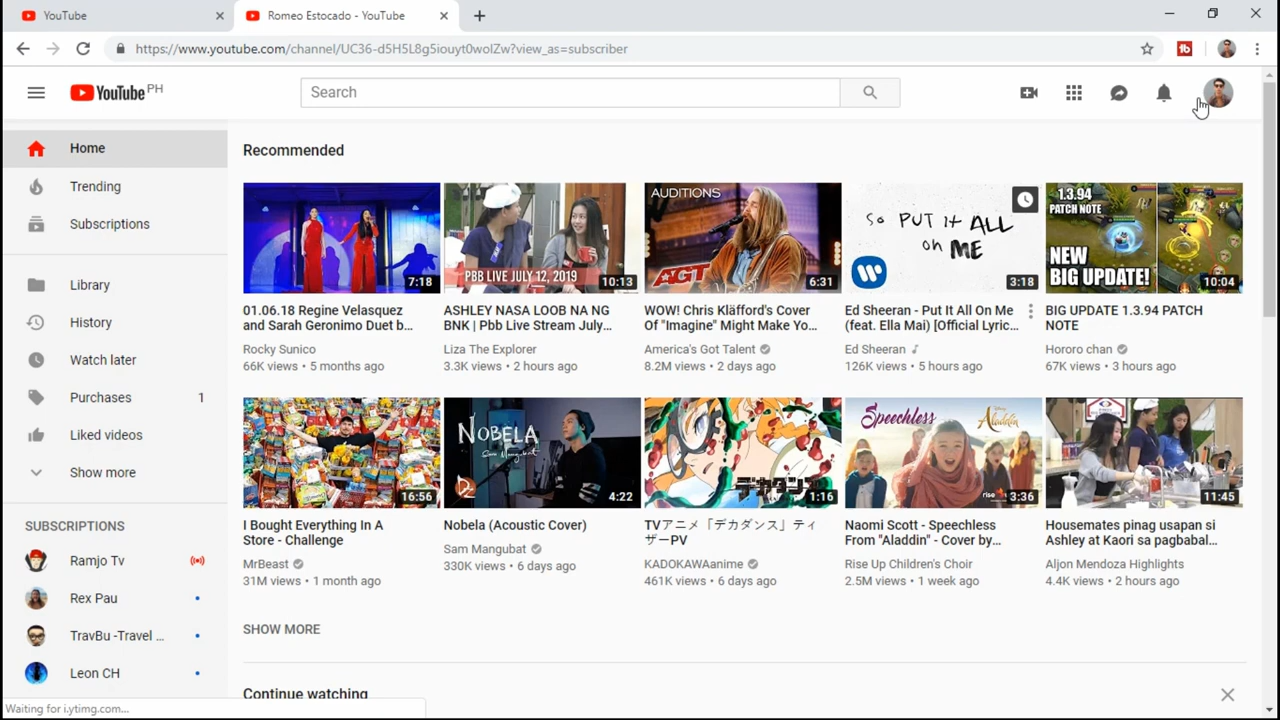 YouTube
Romeo Estocado - YouTube
https://www.youtube.com/channel/UC36-d5H5L8g5iouyt0wolZw?view_as=subscriber
YouTube PH
Search
Home
Trending
Subscriptions
Library
History
Watch later
Purchases 1
Liked videos
Show more
SUBSCRIPTIONS
Ramjo Tv
Rex Pau
TravBu -Travel ...
Leon CH
Waiting for i.ytimg.com...
Recommended
7:18
01.06.18 Regine Velasquez
and Sarah Geronimo Duet b...
Rocky Sunico
66K views • 5 months ago
PBB LIVE JULY 12, 2019
10:13
ASHLEY NASA LOOB NA NG
BNK | Pbb Live Stream July...
Liza The Explorer
3.3K views • 2 hours ago
AUDITIONS
AGT
6:31
WOW! Chris Kläfford's Cover
Of "Imagine" Might Make Yo...
America's Got Talent
8.2M views • 2 days ago
SO PUT IT ALL
ON ME
3:18
Ed Sheeran - Put It All On Me
(feat. Ella Mai) [Official Lyric...
Ed Sheeran
126K views • 5 hours ago
1.3.94
PATCH NOTE
NEW
BIG UPDATE!
10:04
BIG UPDATE 1.3.94 PATCH
NOTE
Hororo chan
67K views • 3 hours ago
16:56
I Bought Everything In A
Store - Challenge
MrBeast
31M views • 1 month ago
NOBELA
Sam Mangubat
4:22
Nobela (Acoustic Cover)
Sam Mangubat
330K views • 6 days ago
デカダンス
1:16
TVアニメ「デカダンス」ティ
ザーPV
KADOKAWAanime
461K views • 6 days ago
Speechless
Aladdin
rise
3:36
Naomi Scott - Speechless
From "Aladdin" - Cover by...
Rise Up Children's Choir
2.5M views • 1 week ago
11:45
Housemates pinag usapan si
Ashley at Kaori sa pagbabal...
Aljon Mendoza Highlights
4.4K views • 2 hours ago
SHOW MORE
Continue watching